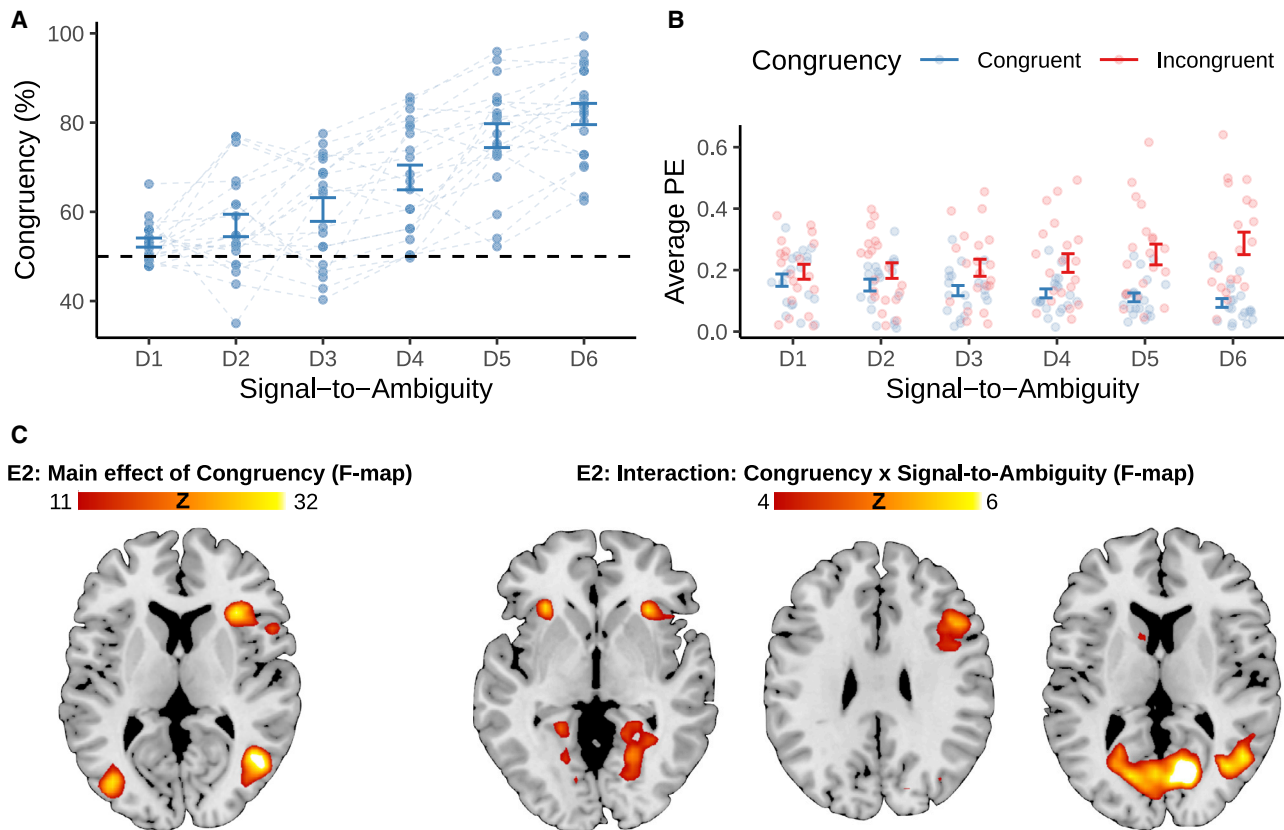 A
Congruency (%)
100
80
60
40
D1 D2 D3 D4 D5 D6
Signal−to−Ambiguity
B
Congruency Congruent Incongruent
Average PE
0.6
0.4
0.2
0.0
D1 D2 D3 D4 D5 D6
Signal−to−Ambiguity
C
E2: Main effect of Congruency (F-map)
11 Z 32
E2: Interaction: Congruency x Signal-to-Ambiguity (F-map)
4 Z 6